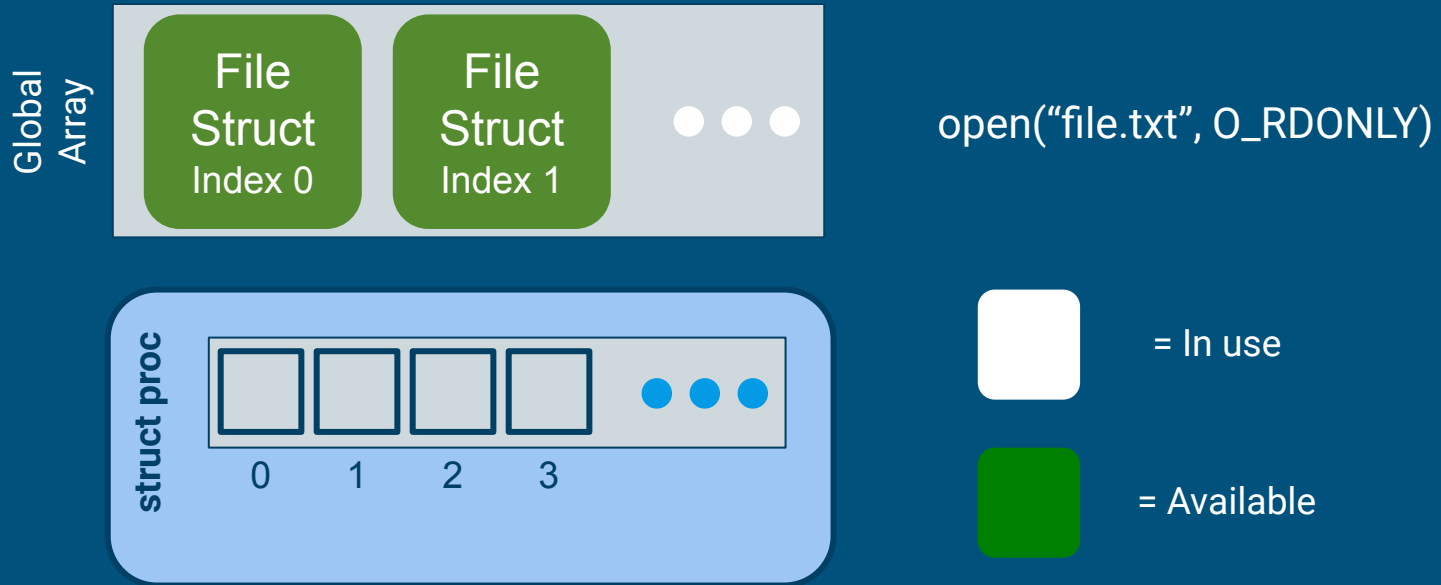 Global
Array
File
Struct
Index 0
File
Struct
Index 1
open(“file.txt”, O_RDONLY)
struct proc
0 1 2 3
= In use
= Available